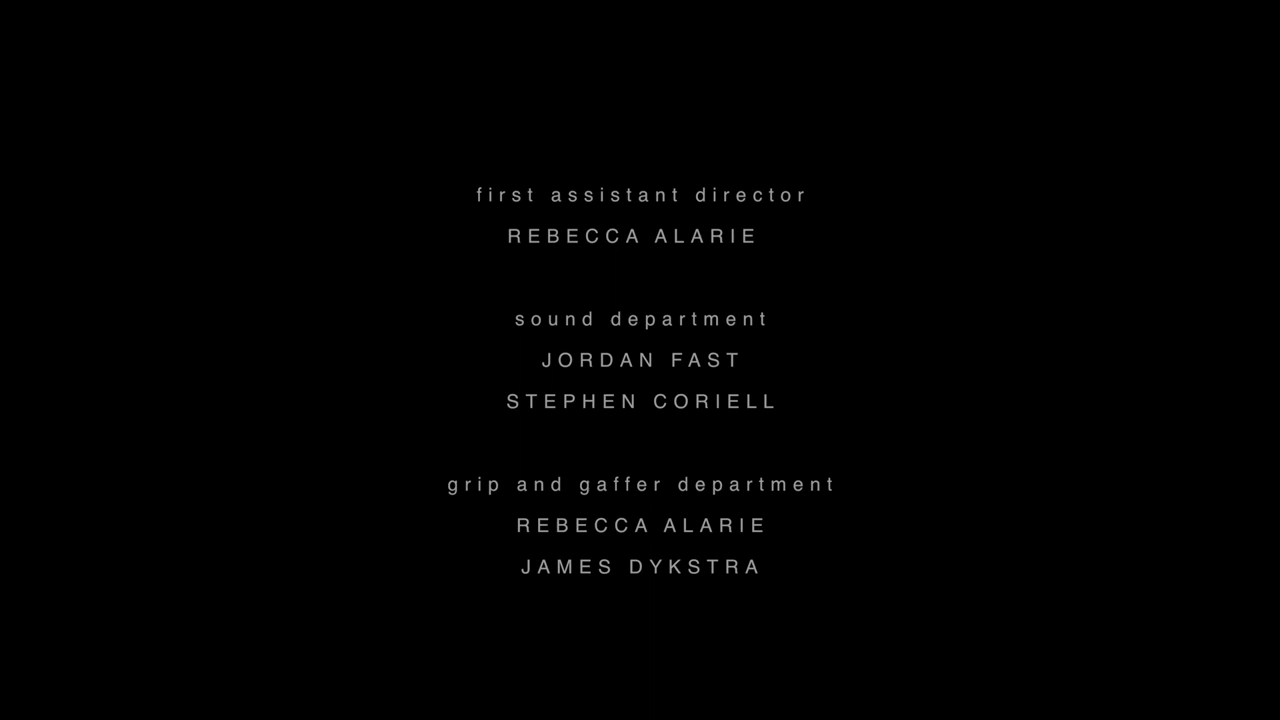 first assistant director
REBECCA ALARIE
sound department
JORDAN FAST
STEPHEN CORIELL
grip and gaffer department
REBECCA ALARIE
JAMES DYKSTRA